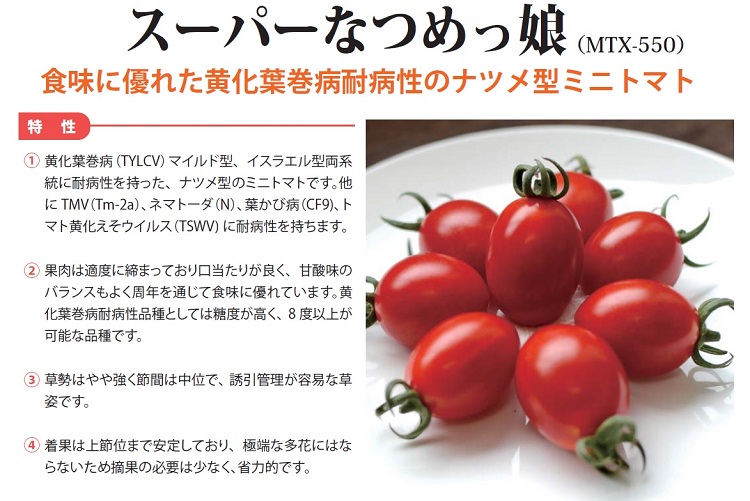 スーパーなつめっ娘（MTX-550）
食味に優れた黄化葉巻病耐病性のナツメ型ミニトマト
特 性
① 黄化葉巻病（TYLCV）マイルド型、イスラエル型両系
統に耐病性を持った、ナツメ型のミニトマトです。他
に TMV（Tm-2a）、ネマトーダ（N）、葉かび病（CF9）、ト
マト黄化えそウイルス（TSWV）に耐病性を持ちます。
② 果肉は適度に締まっており口当たりが良く、甘酸味の
バランスもよく周年を通じて食味に優れています。黄
化葉巻病耐病性品種としては糖度が高く、8 度以上が
可能な品種です。
③ 草勢はやや強く節間は中位で、誘引管理が容易な草
姿です。
④ 着果は上節位まで安定しており、極端な多花にはな
らないため摘果の必要は少なく、省力的です。